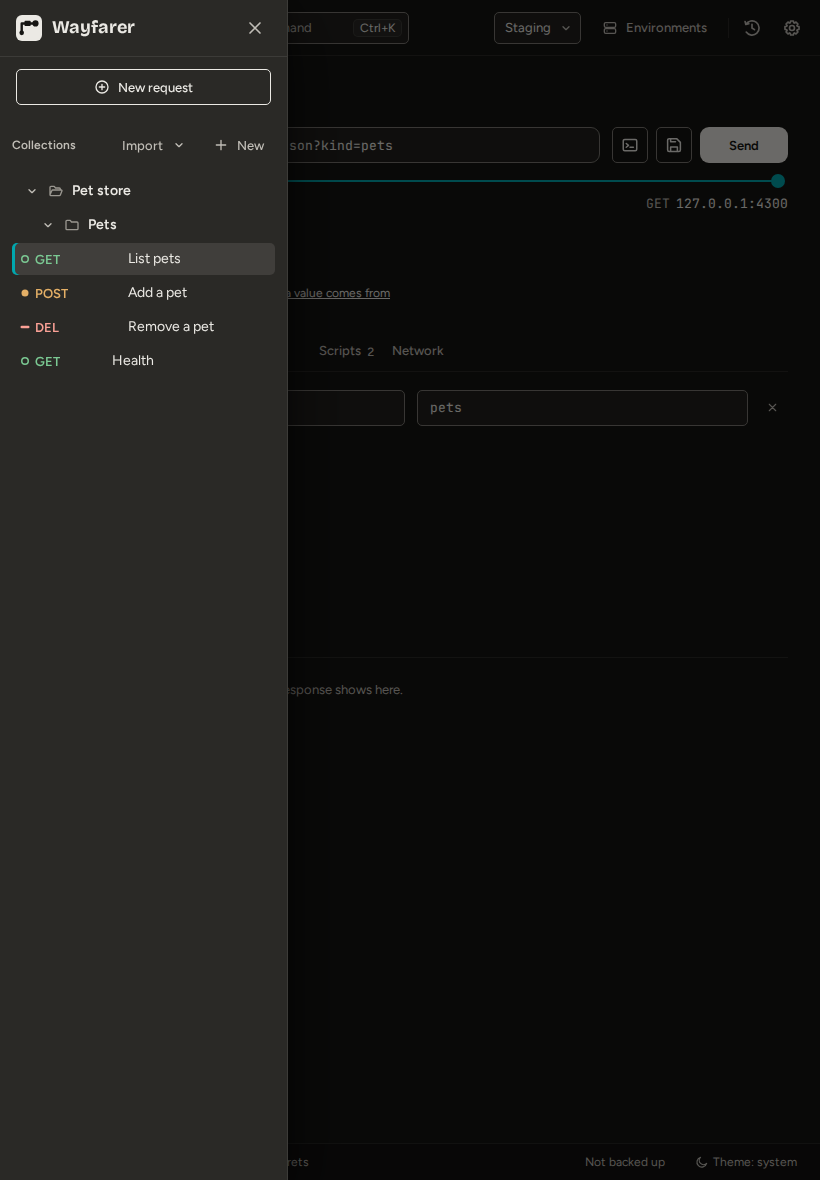 Wayfarer
Ctrl+K
Staging
Environments
New request
Collections
Import
New
son?kind=pets
Send
GET 127.0.0.1:4300
Pet store
Pets
GET List pets
POST Add a pet
DEL Remove a pet
GET Health
a value comes from
Scripts 2
Network
pets
response shows here.
Not backed up
Theme: system